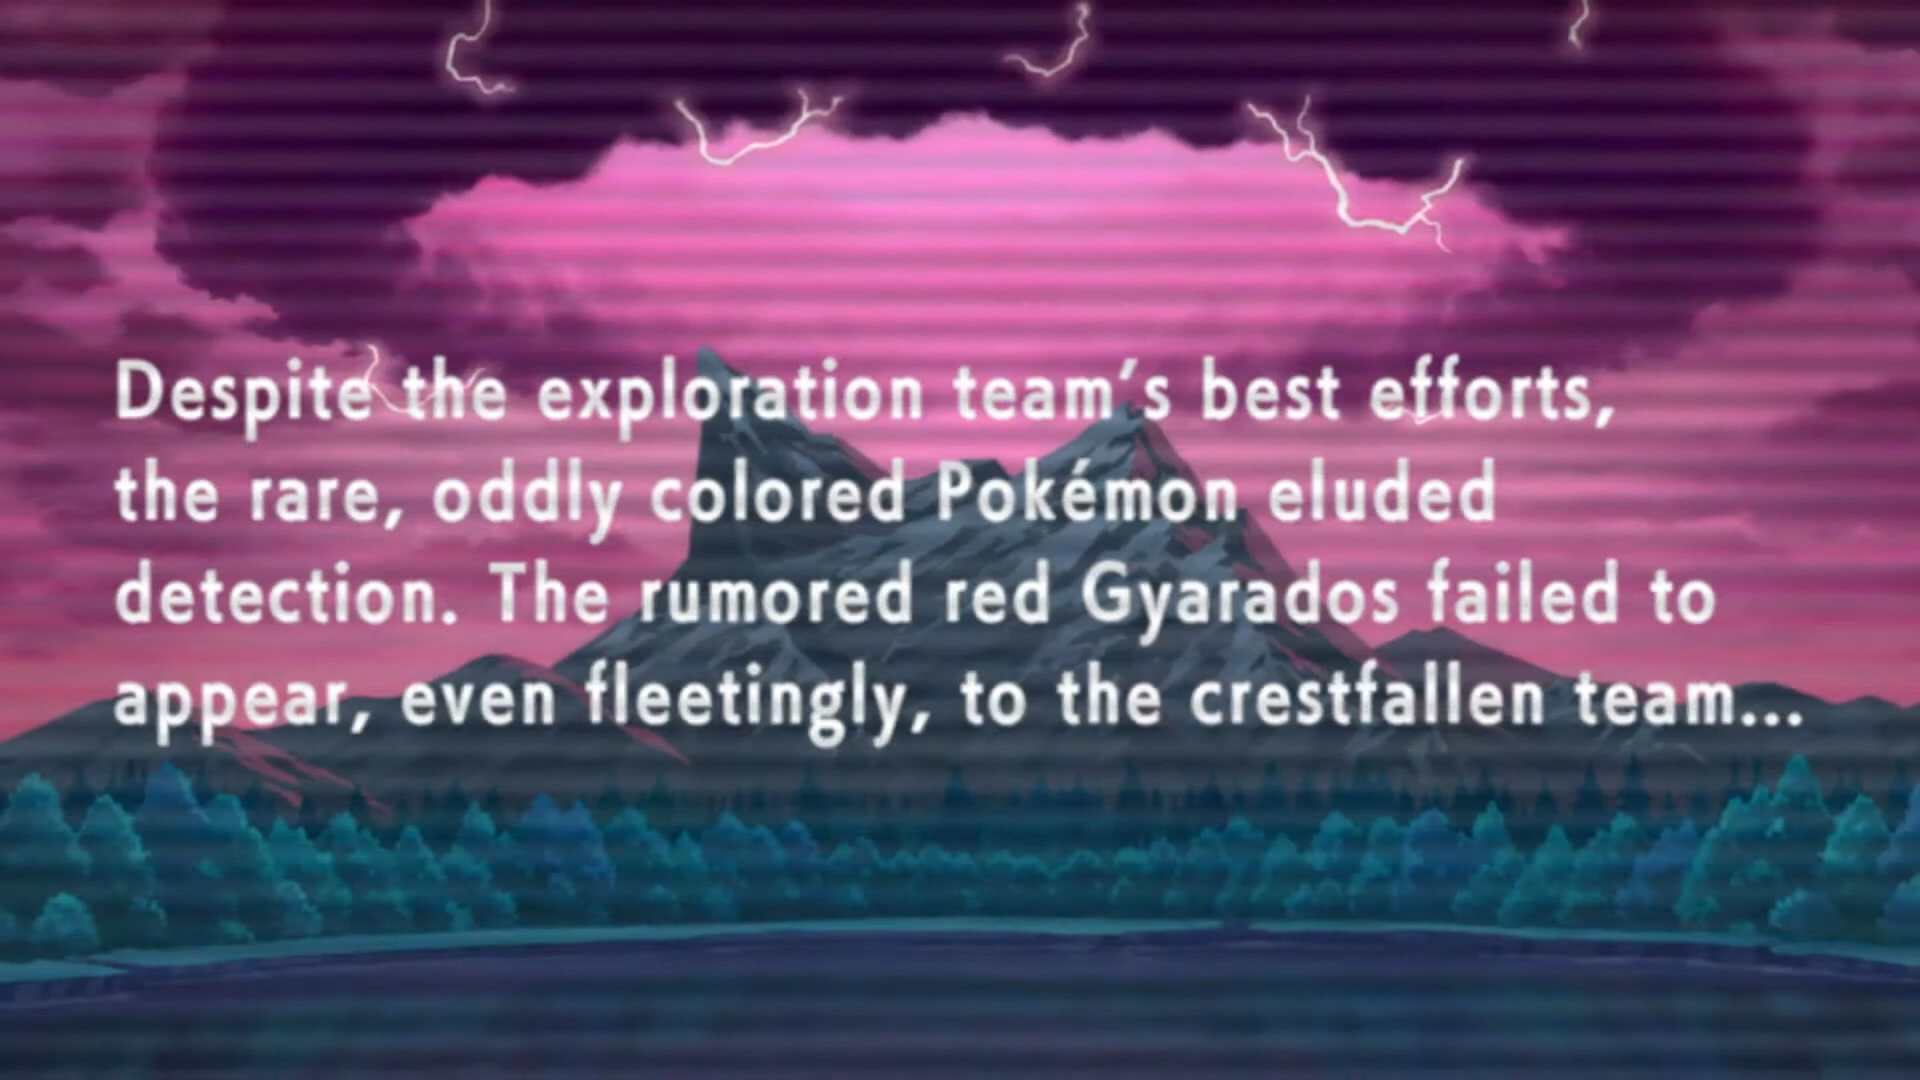 Despite the exploration team’s best efforts,
the rare, oddly colored Pokémon eluded
detection. The rumored red Gyarados failed to
appear, even fleetingly, to the crestfallen team...